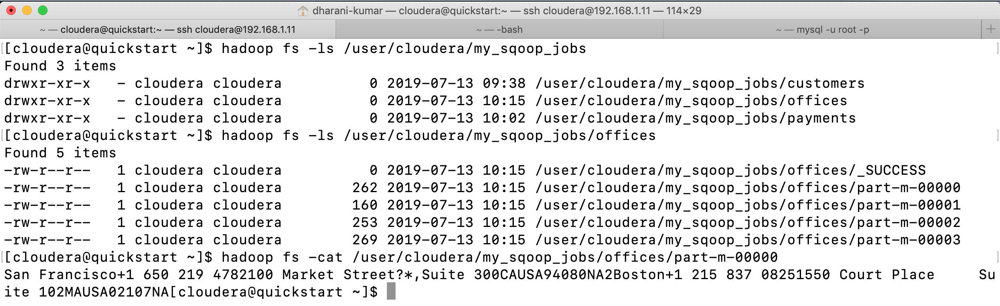 dharani-kumar — cloudera@quickstart:~ — ssh cloudera@192.168.1.11 — 114×29
~ — cloudera@quickstart:~ — ssh cloudera@192.168.1.11
~ — -bash
~ — mysql -u root -p
[cloudera@quickstart ~]$ hadoop fs -ls /user/cloudera/my_sqoop_jobs
Found 3 items
drwxr-xr-x   - cloudera cloudera          0 2019-07-13 09:38 /user/cloudera/my_sqoop_jobs/customers
drwxr-xr-x   - cloudera cloudera          0 2019-07-13 10:15 /user/cloudera/my_sqoop_jobs/offices
drwxr-xr-x   - cloudera cloudera          0 2019-07-13 10:02 /user/cloudera/my_sqoop_jobs/payments
[cloudera@quickstart ~]$ hadoop fs -ls /user/cloudera/my_sqoop_jobs/offices
Found 5 items
-rw-r--r--   1 cloudera cloudera          0 2019-07-13 10:15 /user/cloudera/my_sqoop_jobs/offices/_SUCCESS
-rw-r--r--   1 cloudera cloudera        262 2019-07-13 10:15 /user/cloudera/my_sqoop_jobs/offices/part-m-00000
-rw-r--r--   1 cloudera cloudera        160 2019-07-13 10:15 /user/cloudera/my_sqoop_jobs/offices/part-m-00001
-rw-r--r--   1 cloudera cloudera        253 2019-07-13 10:15 /user/cloudera/my_sqoop_jobs/offices/part-m-00002
-rw-r--r--   1 cloudera cloudera        269 2019-07-13 10:15 /user/cloudera/my_sqoop_jobs/offices/part-m-00003
[cloudera@quickstart ~]$ hadoop fs -cat /user/cloudera/my_sqoop_jobs/offices/part-m-00000
San Francisco+1 650 219 4782100 Market Street?*,Suite 300CAUSA94080NA2Boston+1 215 837 08251550 Court Place     Su
ite 102MAUSA02107NA[cloudera@quickstart ~]$